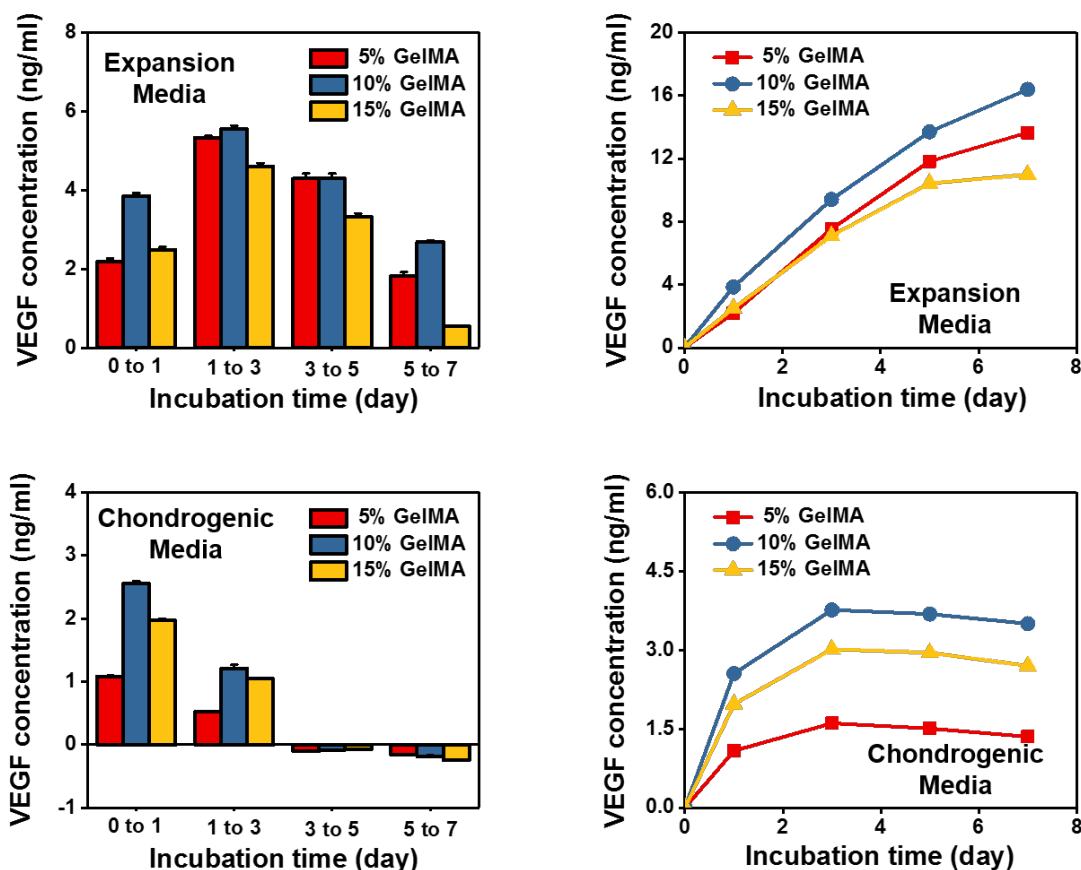 VEGF concentration (ng/ml)
8
6
4
2
0
Expansion
Media
5% GelMA
10% GelMA
15% GelMA
0 to 1
1 to 3
3 to 5
5 to 7
Incubation time (day)
VEGF concentration (ng/ml)
20
16
12
8
4
0
5% GelMA
10% GelMA
15% GelMA
Expansion
Media
0
2
4
6
8
Incubation time (day)
VEGF concentration (ng/ml)
4
3
2
1
0
-1
Chondrogenic
Media
5% GelMA
10% GelMA
15% GelMA
0 to 1
1 to 3
3 to 5
5 to 7
Incubation time (day)
VEGF concentration (ng/ml)
6.0
4.5
3.0
1.5
0.0
5% GelMA
10% GelMA
15% GelMA
Chondrogenic
Media
0
2
4
6
8
Incubation time (day)